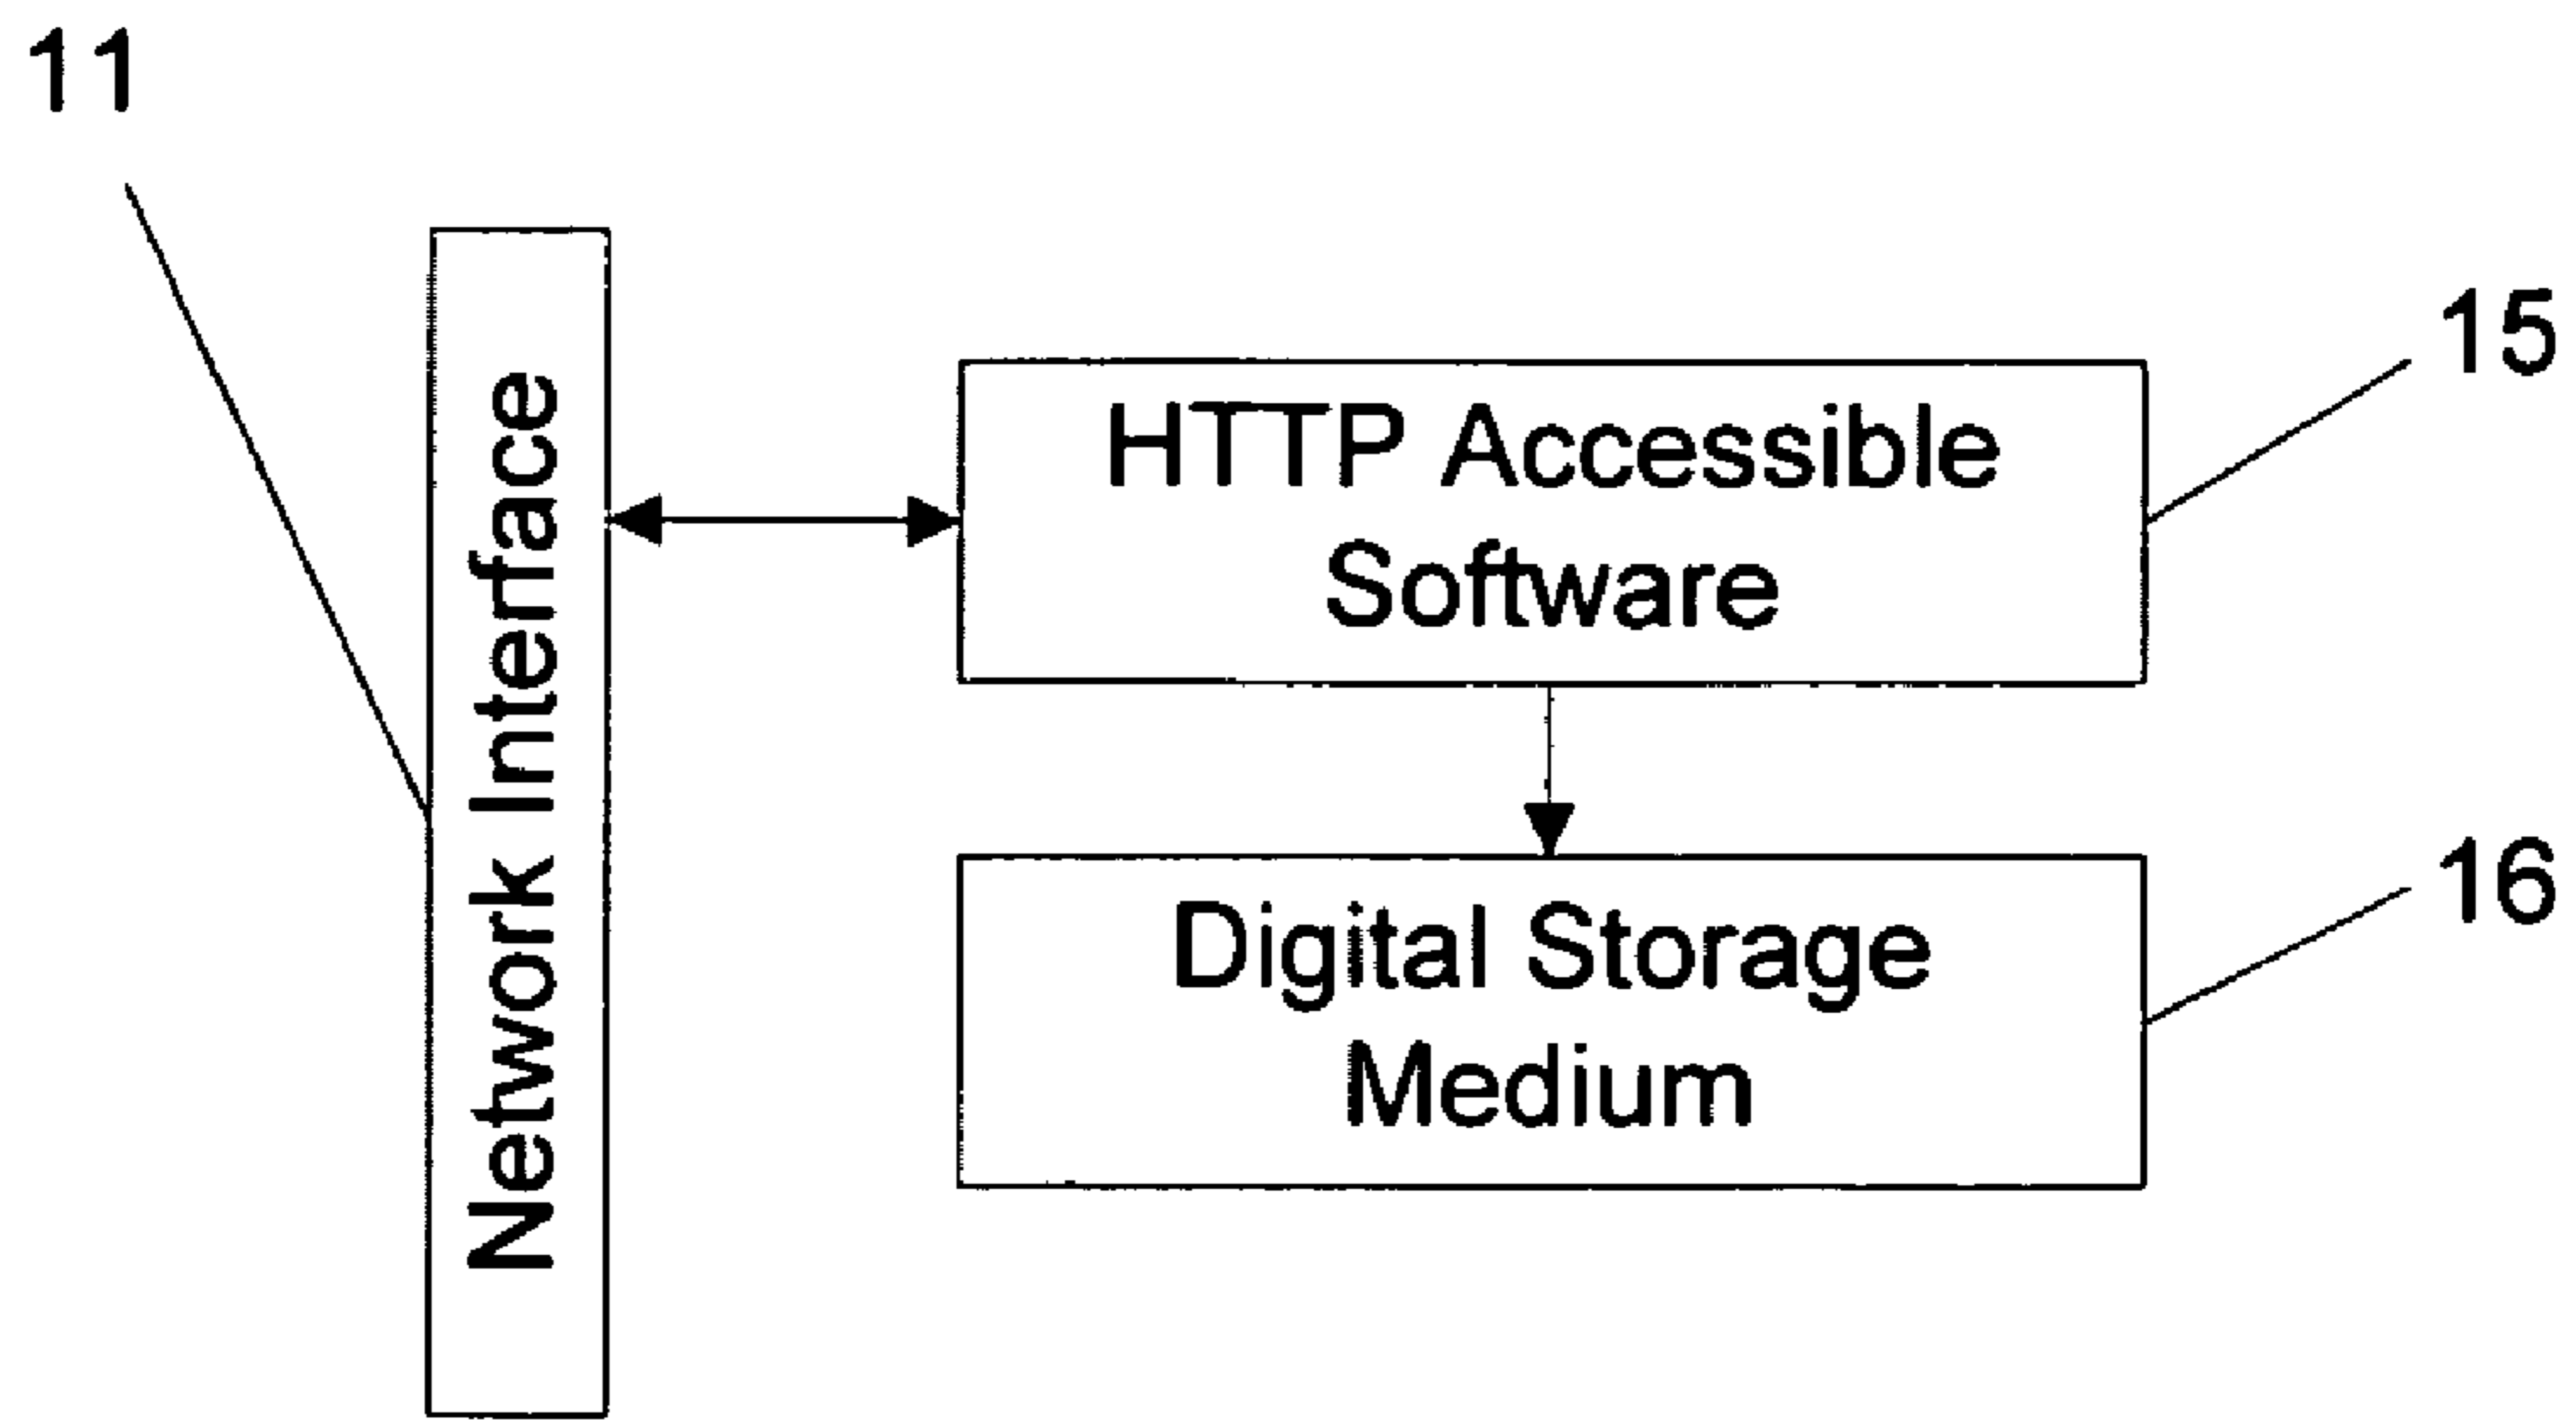 11
Network Interface
HTTP Accessible
Software
15
Digital Storage
Medium
16